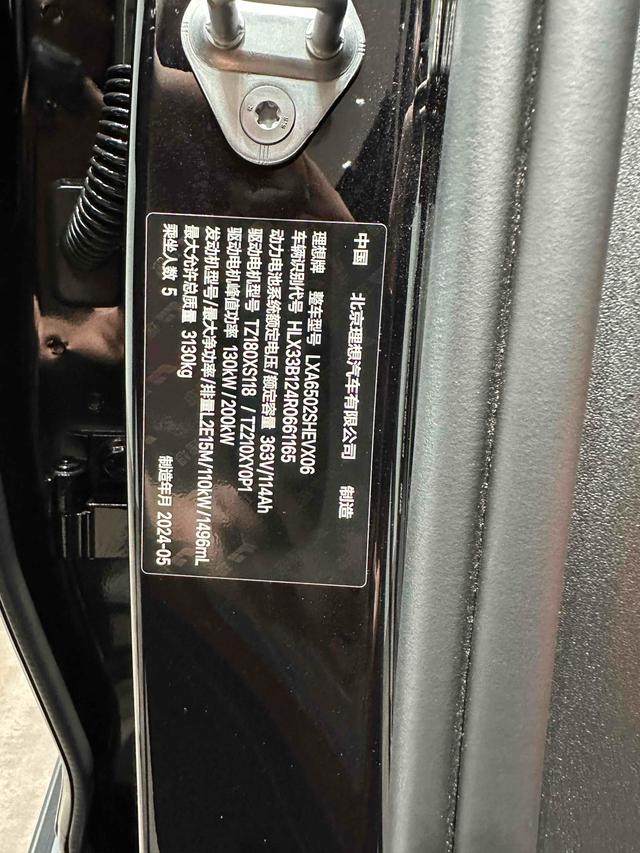 中国 北京理想汽车有限公司 制造
理想牌 整车型号 LXA6502SHEVX06
车辆识别代号 HLX33B124R0661165
动力电池系统额定电压/额定容量 363V/114Ah
驱动电机型号 TZ180XS118 /TZ210XY0P1
驱动电机峰值功率 130kW/200kW
发动机型号/最大净功率/排量L2E15M/110kW/1496mL
最大允许总质量 3130kg
乘坐人数 5 制造年月 2024-05